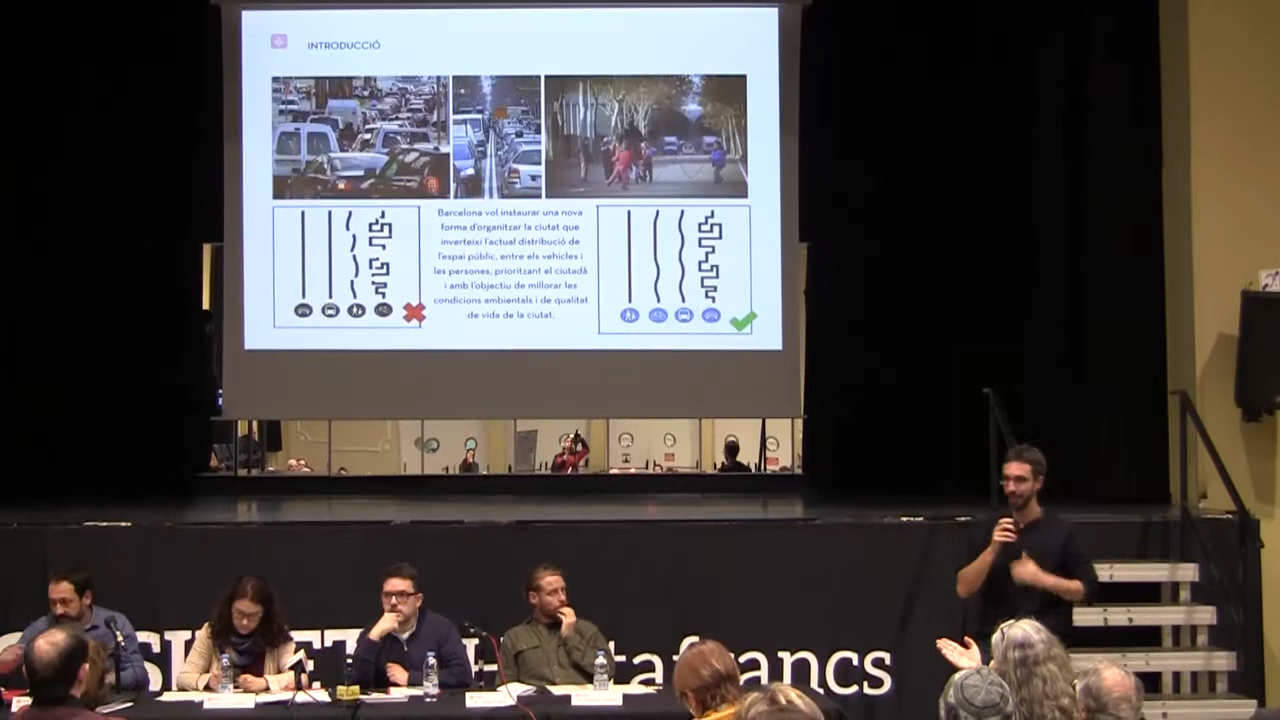 INTRODUCCIÓ
Barcelona vol instaurar una nova
forma d'organitzar la ciutat que
inverteixi l'actual distribució de
l'espai públic, entre els vehicles i
les persones, prioritzant el ciutadà
i amb l'objectiu de millorar les
condicions ambientals i de qualitat
de vida de la ciutat.
tafrancs